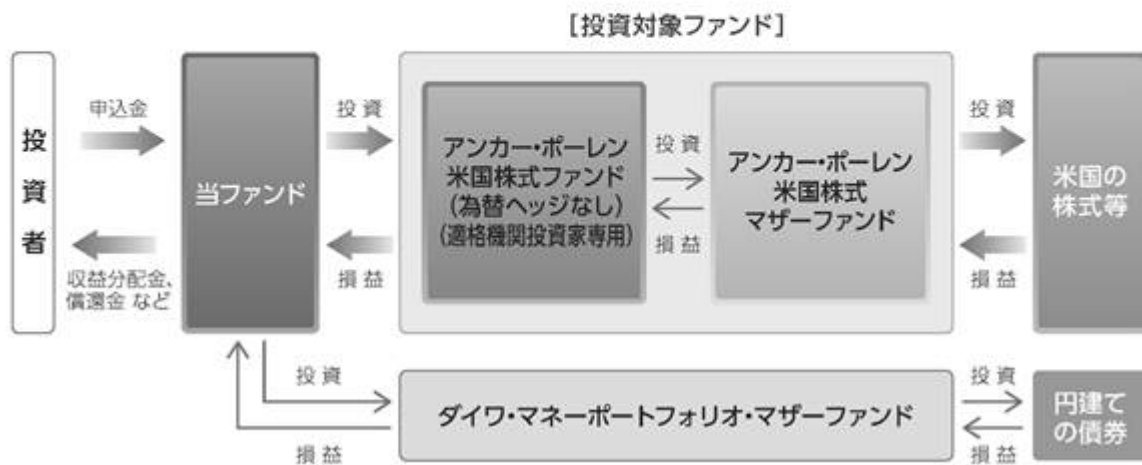 [投資対象ファンド]
投資者
申込金
収益分配金、
償還金 など
当ファンド
投資
損益
アンカー・ポーレン
米国株式ファンド
(為替ヘッジなし)
(適格機関投資家専用)
投資
損益
アンカー・ポーレン
米国株式
マザーファンド
投資
損益
米国の
株式等
投資
損益
ダイワ・マネーポートフォリオ・マザーファンド
投資
損益
円建て
の債券